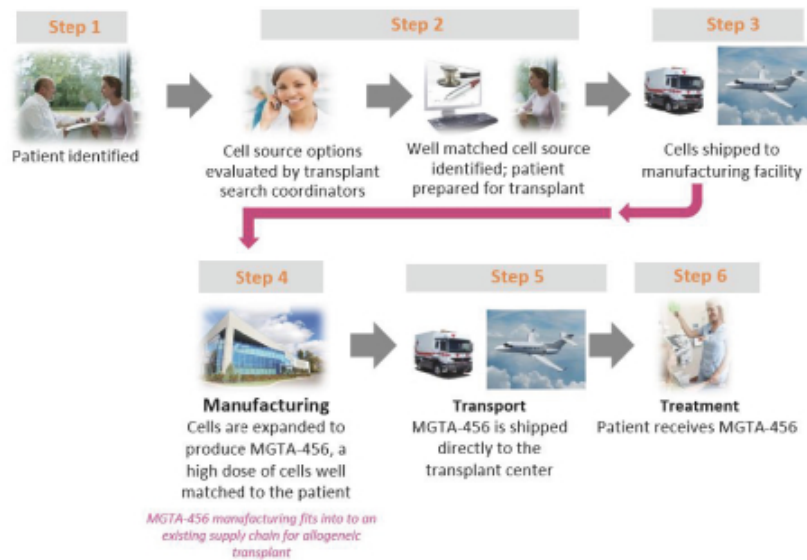 Step 1
Step 2
Step 3
Patient identified
Cell source options
evaluated by transplant
search coordinators
Well matched cell source
identified; patient
prepared for transplant
Cells shipped to
manufacturing facility
Step 4
Step 5
Step 6
Manufacturing
Cells are expanded to
produce MGTA-456, a
high dose of cells well
matched to the patient
MGTA-456 manufacturing fits into to an
existing supply chain for allogeneic
transplant
Transport
MGTA-456 is shipped
directly to the
transplant center
Treatment
Patient receives MGTA-456